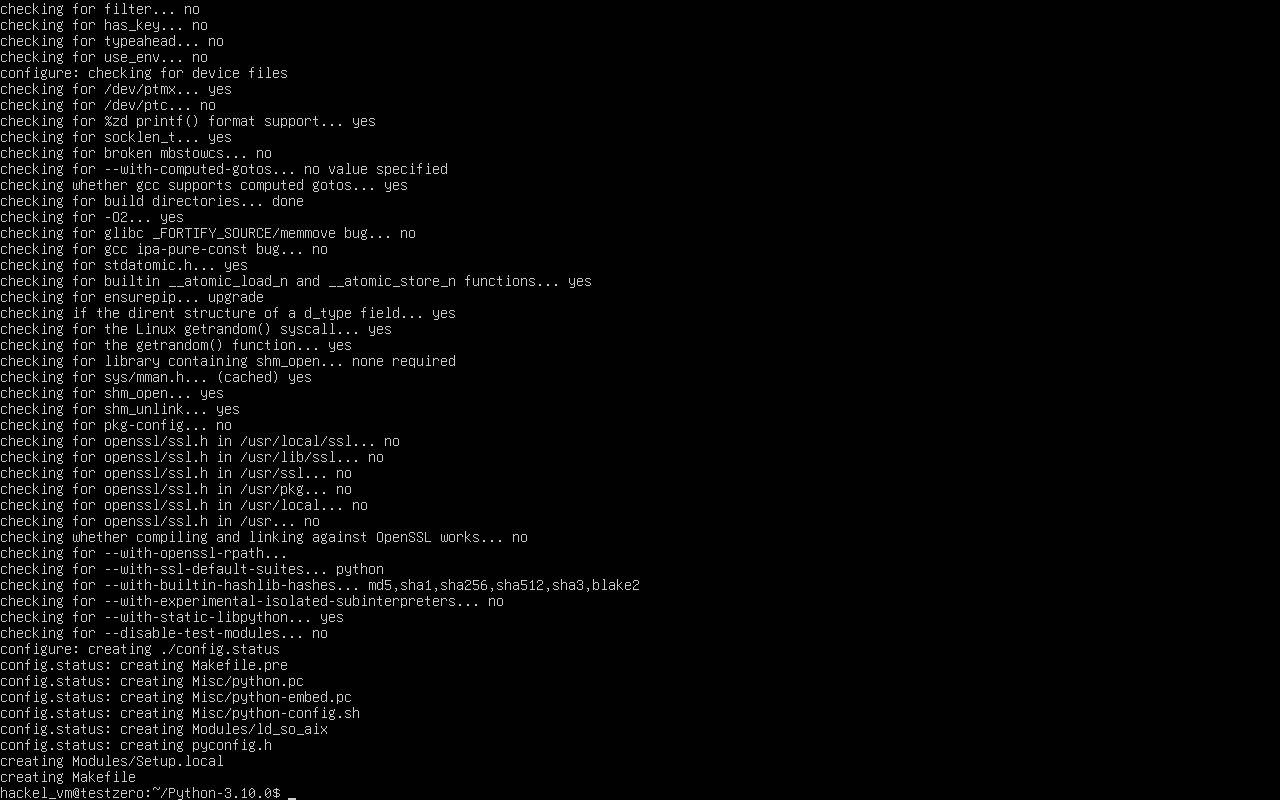 checking for filter... no
checking for has_key... no
checking for typeahead... no
checking for use_env... no
configure: checking for device files
checking for /dev/ptmx... yes
checking for /dev/ptc... no
checking for %zd printf() format support... yes
checking for socklen_t... yes
checking for broken mbstowcs... no
checking for --with-computed-gotos... no value specified
checking whether gcc supports computed gotos... yes
checking for build directories... done
checking for -O2... yes
checking for glibc _FORTIFY_SOURCE/memmove bug... no
checking for gcc ipa-pure-const bug... no
checking for stdatomic.h... yes
checking for builtin __atomic_load_n and __atomic_store_n functions... yes
checking for ensurepip... upgrade
checking if the dirent structure of a d_type field... yes
checking for the Linux getrandom() syscall... yes
checking for the getrandom() function... yes
checking for library containing shm_open... none required
checking for sys/mman.h... (cached) yes
checking for shm_open... yes
checking for shm_unlink... yes
checking for pkg-config... no
checking for openssl/ssl.h in /usr/local/ssl... no
checking for openssl/ssl.h in /usr/lib/ssl... no
checking for openssl/ssl.h in /usr/ssl... no
checking for openssl/ssl.h in /usr/pkg... no
checking for openssl/ssl.h in /usr/local... no
checking for openssl/ssl.h in /usr... no
checking whether compiling and linking against OpenSSL works... no
checking for --with-openssl-rpath...
checking for --with-ssl-default-suites... python
checking for --with-builtin-hashlib-hashes... md5,sha1,sha256,sha512,sha3,blake2
checking for --with-experimental-isolated-subinterpreters... no
checking for --with-static-libpython... yes
checking for --disable-test-modules... no
configure: creating ./config.status
config.status: creating Makefile.pre
config.status: creating Misc/python.pc
config.status: creating Misc/python-embed.pc
config.status: creating Misc/python-config.sh
config.status: creating Modules/ld_so_aix
config.status: creating pyconfig.h
creating Modules/Setup.local
creating Makefile
hackel_vm@testzero:~/Python-3.10.0$ _